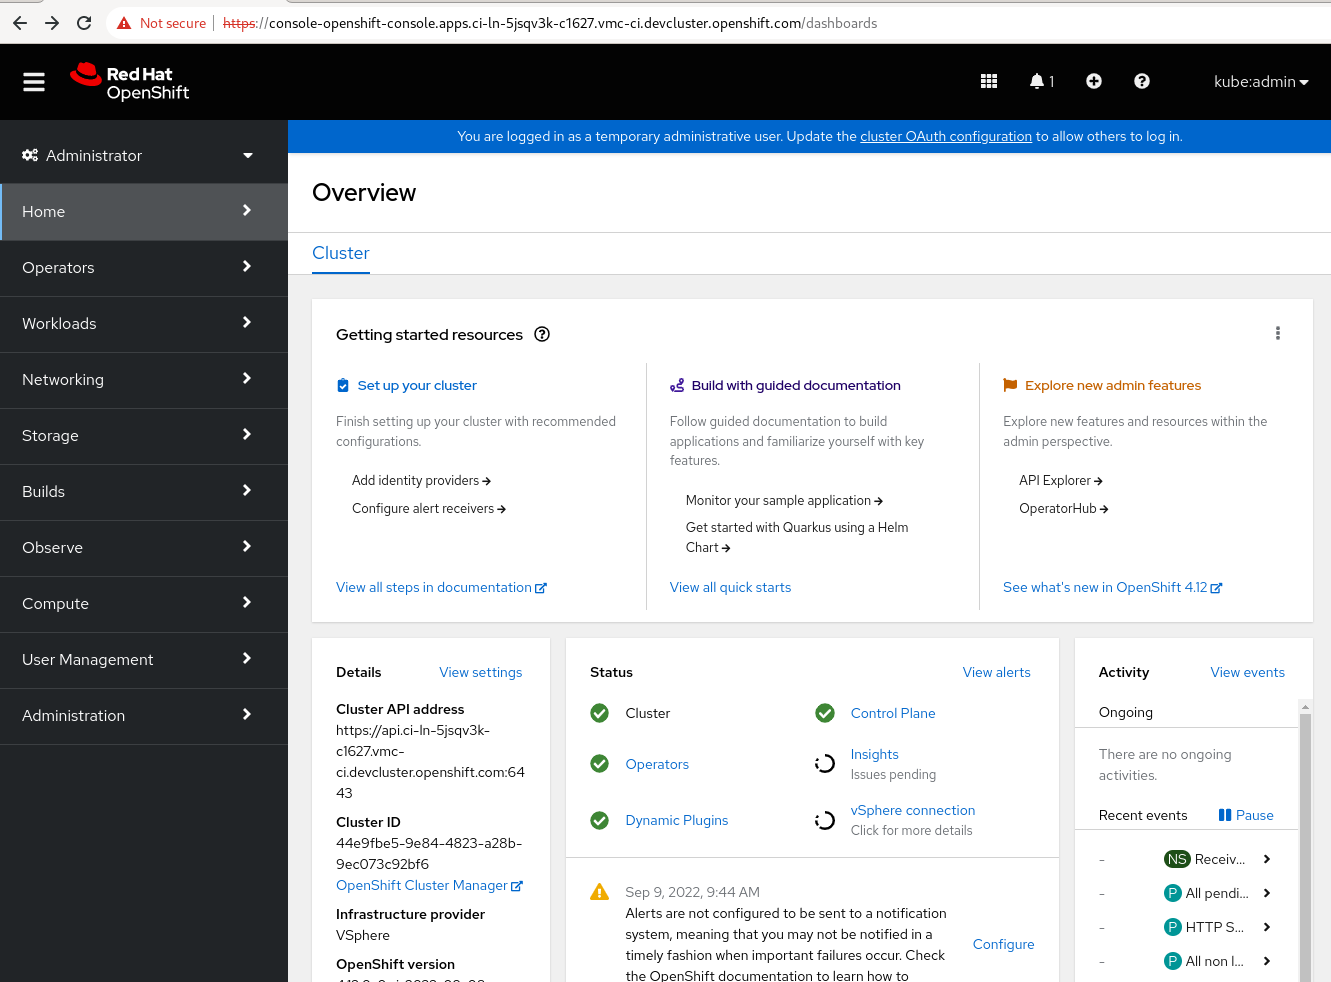 Not secure https://console-openshift-console.apps.ci-ln-5jsqv3k-c1627.vmc-ci.devcluster.openshift.com/dashboards
Red Hat
OpenShift
1
kube:admin
You are logged in as a temporary administrative user. Update the cluster OAuth configuration to allow others to log in.
Administrator
Home
Operators
Workloads
Networking
Storage
Builds
Observe
Compute
User Management
Administration
Overview
Cluster
Getting started resources
Set up your cluster
Finish setting up your cluster with recommended
configurations.
Add identity providers
Configure alert receivers
View all steps in documentation
Build with guided documentation
Follow guided documentation to build
applications and familiarize yourself with key
features.
Monitor your sample application
Get started with Quarkus using a Helm
Chart
View all quick starts
Explore new admin features
Explore new features and resources within the
admin perspective.
API Explorer
OperatorHub
See what's new in OpenShift 4.12
Details View settings
Cluster API address
https://api.ci-ln-5jsqv3k-
c1627.vmc-
ci.devcluster.openshift.com:64
43
Cluster ID
44e9fbe5-9e84-4823-a28b-
9ec073c92bf6
OpenShift Cluster Manager
Infrastructure provider
VSphere
OpenShift version
Status View alerts
Cluster
Control Plane
Operators
Insights
Issues pending
Dynamic Plugins
vSphere connection
Click for more details
Sep 9, 2022, 9:44 AM
Alerts are not configured to be sent to a notification
system, meaning that you may not be notified in a
timely fashion when important failures occur. Check
the OpenShift documentation to learn how to
Configure
Activity View events
Ongoing
There are no ongoing
activities.
Recent events Pause
- NS Receiv...
- P All pendi...
- P HTTP S...
- P All non l...